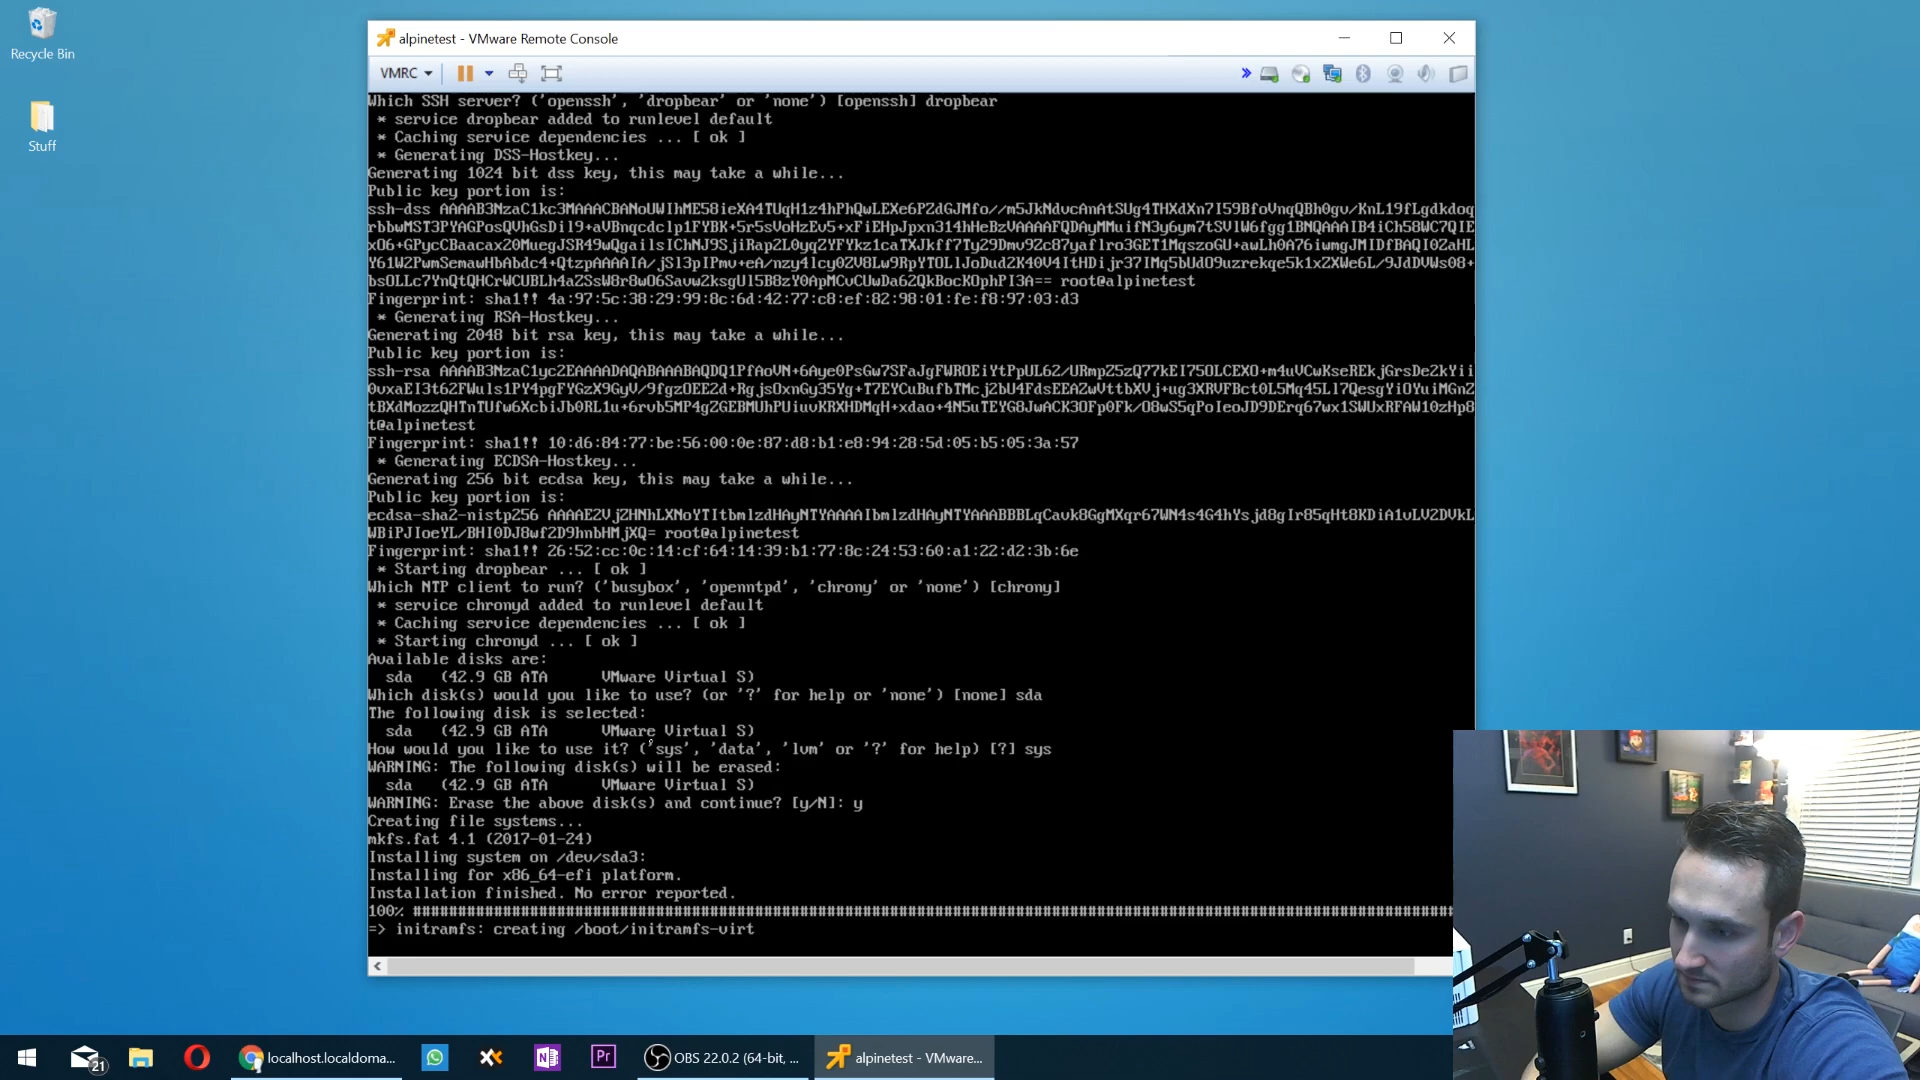 Recycle Bin
Stuff
alpinetest - VMware Remote Console
VMRC
Which SSH server? ('openssh', 'dropbear' or 'none') [openssh] dropbear
* service dropbear added to runlevel default
* Caching service dependencies ... [ ok ]
* Generating DSS-Hostkey...
Generating 1024 bit dss key, this may take a while...
Public key portion is:
ssh-dss
root@alpinetest
Fingerprint: sha1!! 4a:97:5c:38:29:99:8c:6d:42:77:c8:ef:82:98:01:fe:f8:97:03:d3
* Generating RSA-Hostkey...
Generating 2048 bit rsa key, this may take a while...
Public key portion is:
ssh-rsa
t@alpinetest
Fingerprint: sha1!! 10:d6:84:77:be:56:00:0e:87:d8:b1:e8:94:28:5d:05:b5:05:3a:57
* Generating ECDSA-Hostkey...
Generating 256 bit ecdsa key, this may take a while...
Public key portion is:
ecdsa-sha2-nistp256
root@alpinetest
Fingerprint: sha1!! 26:52:cc:0c:14:cf:64:14:39:b1:77:8c:24:53:60:a1:22:d2:3b:6e
* Starting dropbear ... [ ok ]
Which NTP client to run? ('busybox', 'openntpd', 'chrony' or 'none') [chrony]
* service chronyd added to runlevel default
* Caching service dependencies ... [ ok ]
* Starting chronyd ... [ ok ]
Available disks are:
sda (42.9 GB ATA VMware Virtual S)
Which disk(s) would you like to use? (or '?' for help or 'none') [none] sda
The following disk is selected:
sda (42.9 GB ATA VMware Virtual S)
How would you like to use it? ('sys', 'data', 'lvm' or '?' for help) [?] sys
WARNING: The following disk(s) will be erased:
sda (42.9 GB ATA VMware Virtual S)
WARNING: Erase the above disk(s) and continue? [y/N]: y
Creating file systems...
mkfs.fat 4.1 (2017-01-24)
Installing system on /dev/sda3:
Installing for x86_64-efi platform.
Installation finished. No error reported.
100%
=> initramfs: creating /boot/initramfs-virt
21
localhost.localdoma...
OBS 22.0.2 (64-bit, ...
alpinetest - VMware...